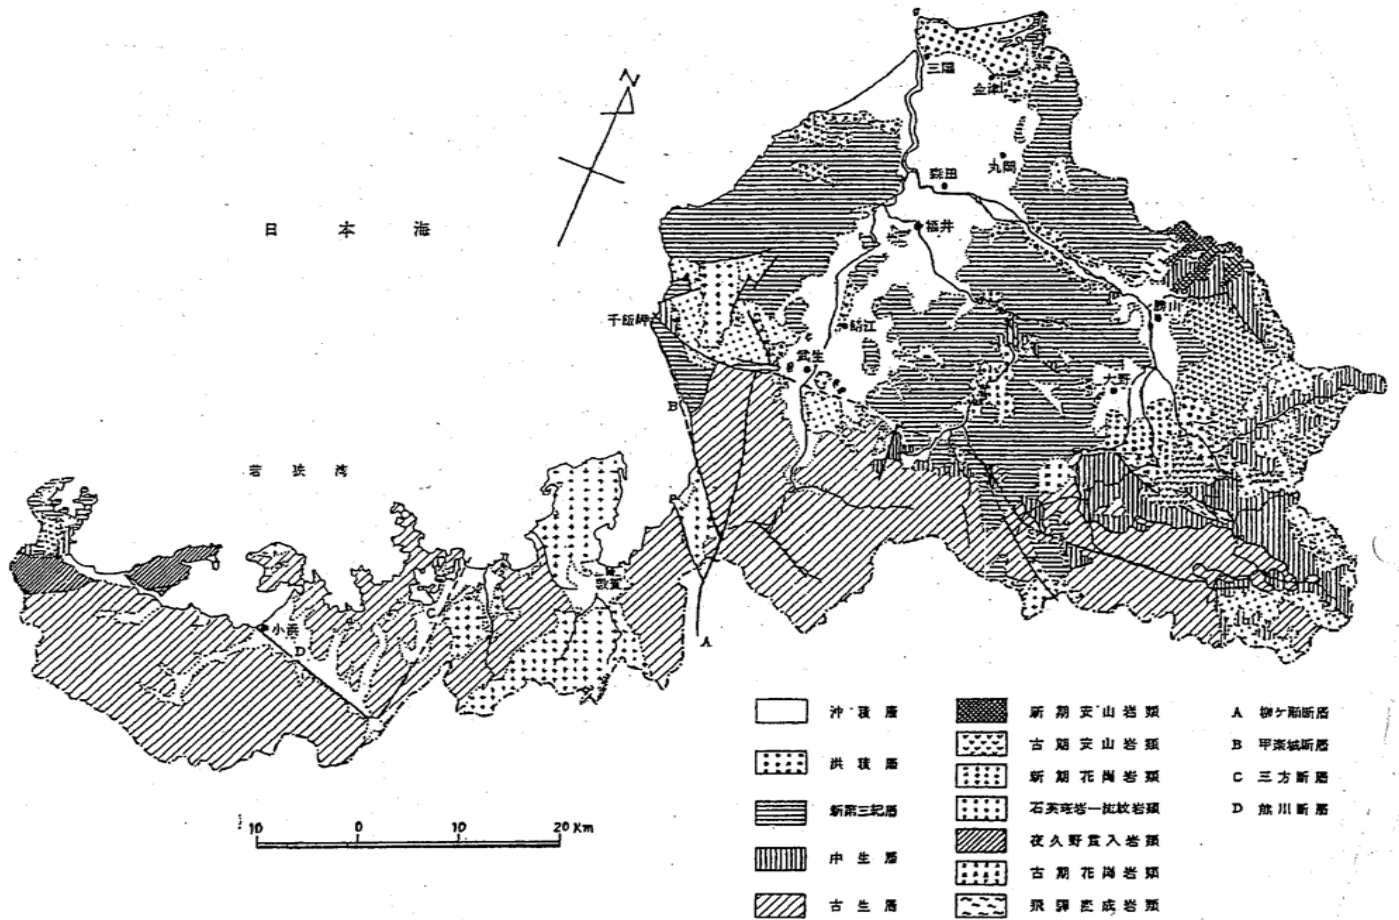 N
三国
金津
丸岡
森田
日本海
福井
千飯岬
鯖江
勝山
武生
大野
B
若狭湾
敦賀
小浜
D
A
C
沖積層
洪積層
新第三紀層
中生層
古生層
新期安山岩類
古期安山岩類
新期花崗岩類
石英斑岩—流紋岩類
夜久野貫入岩類
古期花崗岩類
飛騨変成岩類
A 柳ケ瀬断層
B 甲楽城断層
C 三方断層
D 熊川断層
10 0 10 20 Km